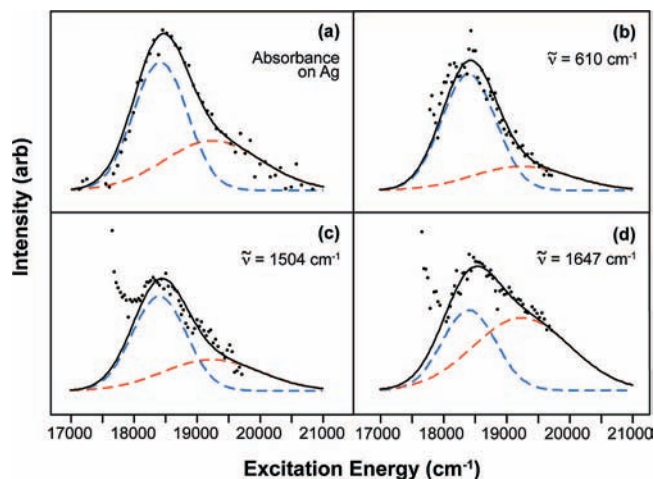 (a)
Absorbance
on Ag
(b)
ṽ = 610 cm⁻¹
(c)
ṽ = 1504 cm⁻¹
(d)
ṽ = 1647 cm⁻¹
Intensity (arb)
17000 18000 19000 20000 21000 17000 18000 19000 20000 21000
Excitation Energy (cm⁻¹)